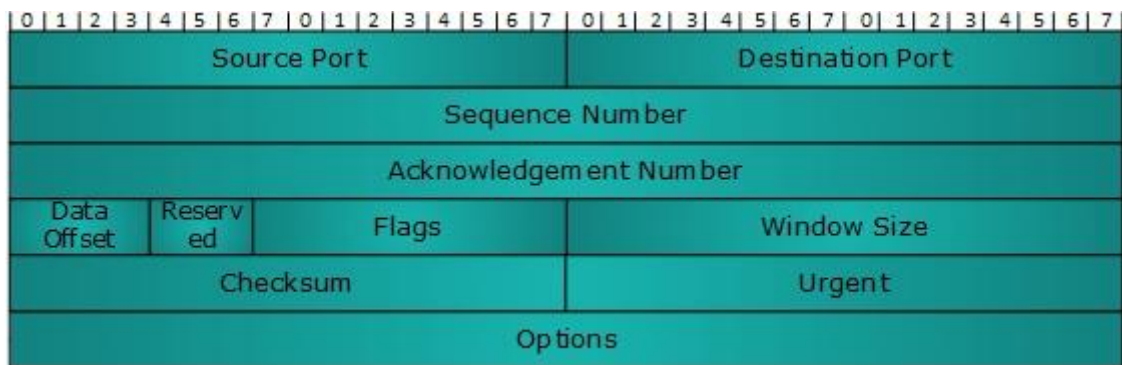 0 1 2 3 4 5 6 7 0 1 2 3 4 5 6 7 0 1 2 3 4 5 6 7 0 1 2 3 4 5 6 7
Source Port Destination Port
Sequence Number
Acknowledgement Number
Data Reserv
Offset ed Flags Window Size
Checksum Urgent
Options